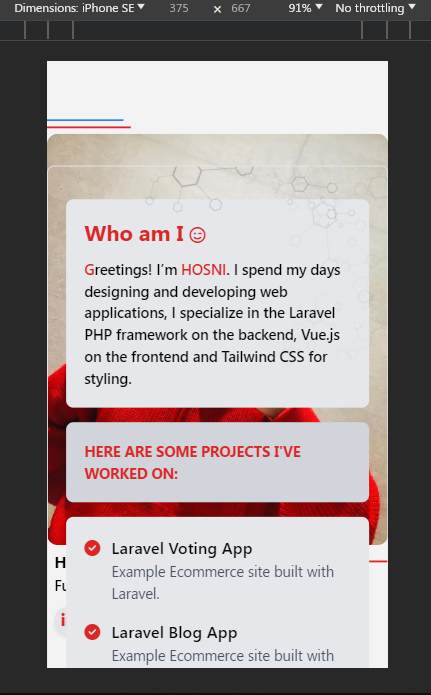 Dimensions: iPhone SE 375 × 667 91% No throttling
Who am I
Greetings! I'm HOSNI. I spend my days
designing and developing web
applications, I specialize in the Laravel
PHP framework on the backend, Vue.js
on the frontend and Tailwind CSS for
styling.
HERE ARE SOME PROJECTS I'VE
WORKED ON:
Laravel Voting App
Example Ecommerce site built with
Laravel.
Laravel Blog App
Example Ecommerce site built with